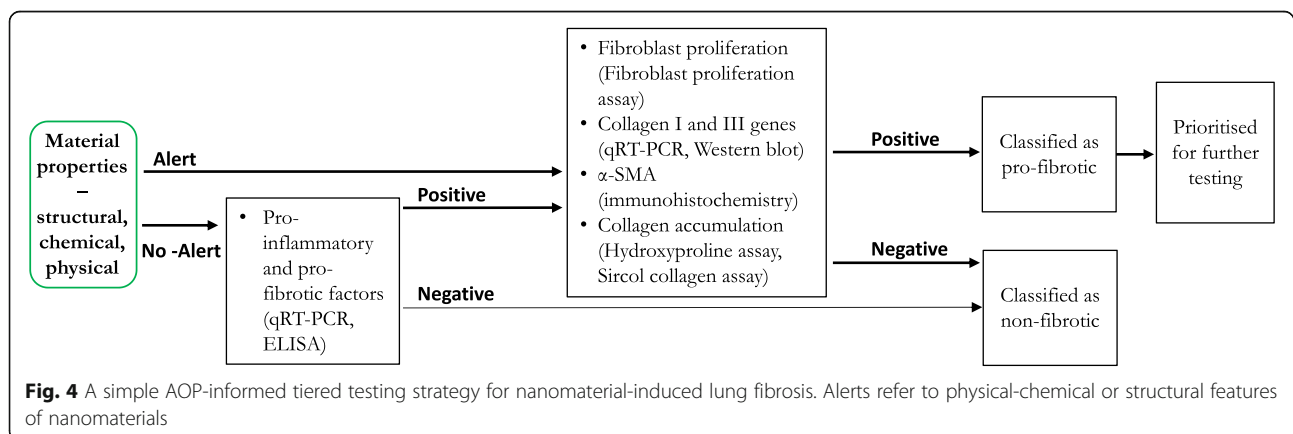 Material
properties
–
structural,
chemical,
physical
Alert
No -Alert
• Pro-
inflammatory
and pro-
fibrotic factors
(qRT-PCR,
ELISA)
Positive
Negative
• Fibroblast proliferation
(Fibroblast proliferation
assay)
• Collagen I and III genes
(qRT-PCR, Western blot)
• α-SMA
(immunohistochemistry)
• Collagen accumulation
(Hydroxyproline assay,
Sircol collagen assay)
Positive
Negative
Classified as
pro-fibrotic
Prioritised
for further
testing
Classified as
non-fibrotic
Fig. 4 A simple AOP-informed tiered testing strategy for nanomaterial-induced lung fibrosis. Alerts refer to physical-chemical or structural features
of nanomaterials